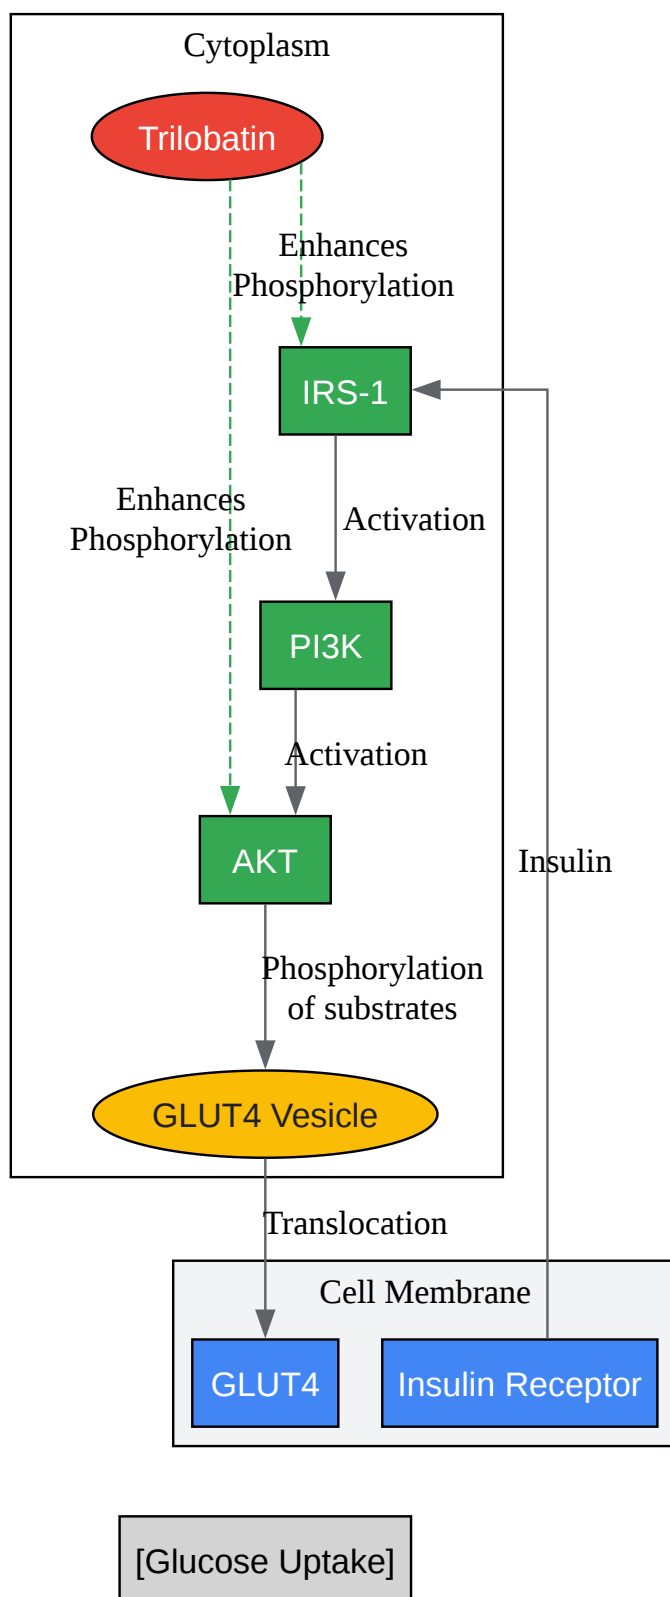 Cytoplasm
Trilobatin
Enhances
Phosphorylation
IRS-1
Enhances
Phosphorylation
Activation
PI3K
Activation
AKT
Insulin
Phosphorylation
of substrates
GLUT4 Vesicle
Translocation
Cell Membrane
GLUT4
Insulin Receptor
[Glucose Uptake]